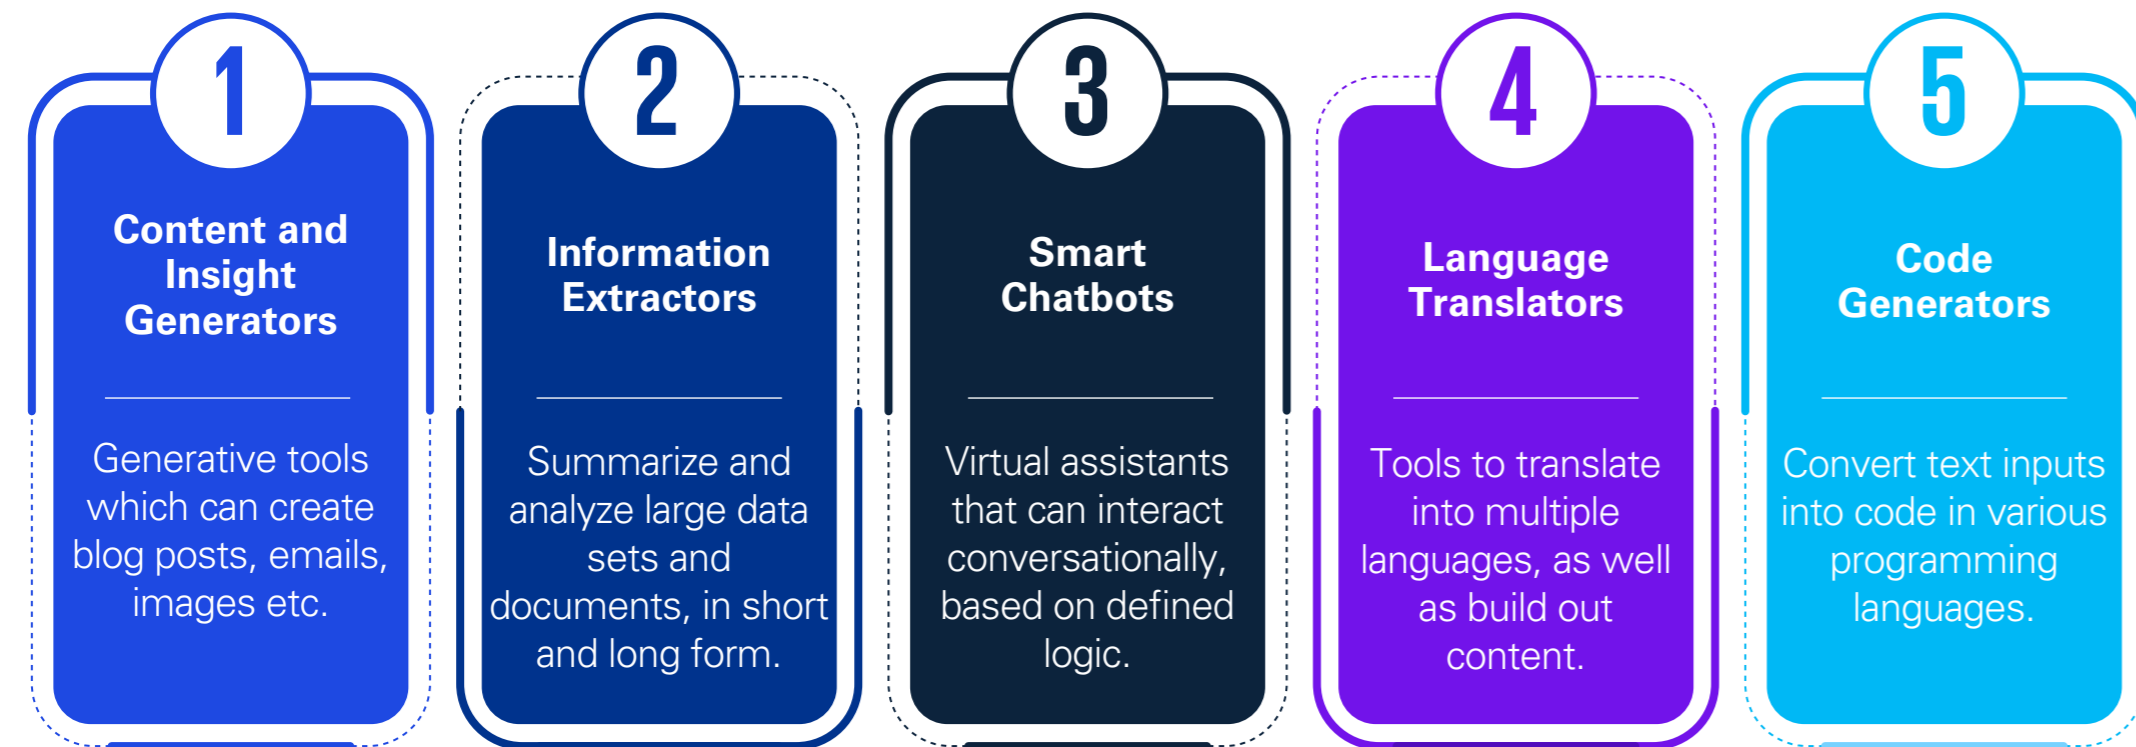 1
Content and
Insight
Generators
Generative tools
which can create
blog posts, emails,
images etc.
2
Information
Extractors
Summarize and
analyze large data
sets and
documents, in short
and long form.
3
Smart
Chatbots
Virtual assistants
that can interact
conversationally,
based on defined
logic.
4
Language
Translators
Tools to translate
into multiple
languages, as well
as build out
content.
5
Code
Generators
Convert text inputs
into code in various
programming
languages.